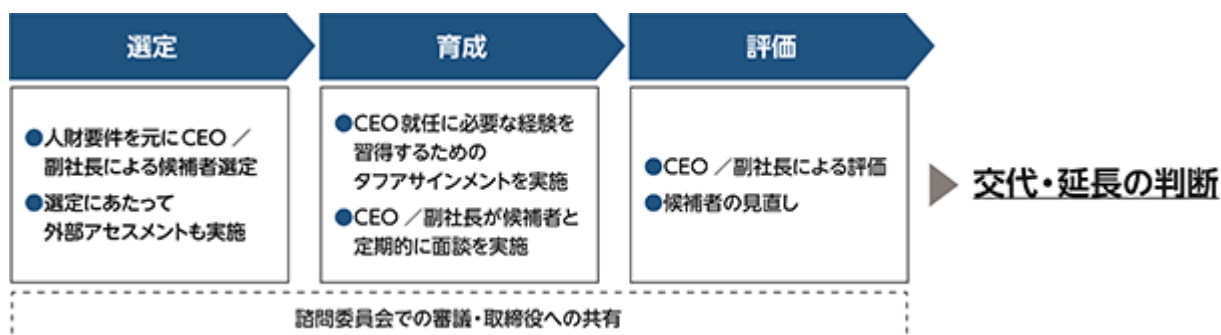 選定
育成
評価
●人財要件を元にCEO／
副社長による候補者選定
●選定にあたって
外部アセスメントも実施
●CEO就任に必要な経験を
習得するための
タフアサインメントを実施
●CEO／副社長が候補者と
定期的に面談を実施
●CEO／副社長による評価
●候補者の見直し
交代・延長の判断
諮問委員会での審議・取締役への共有